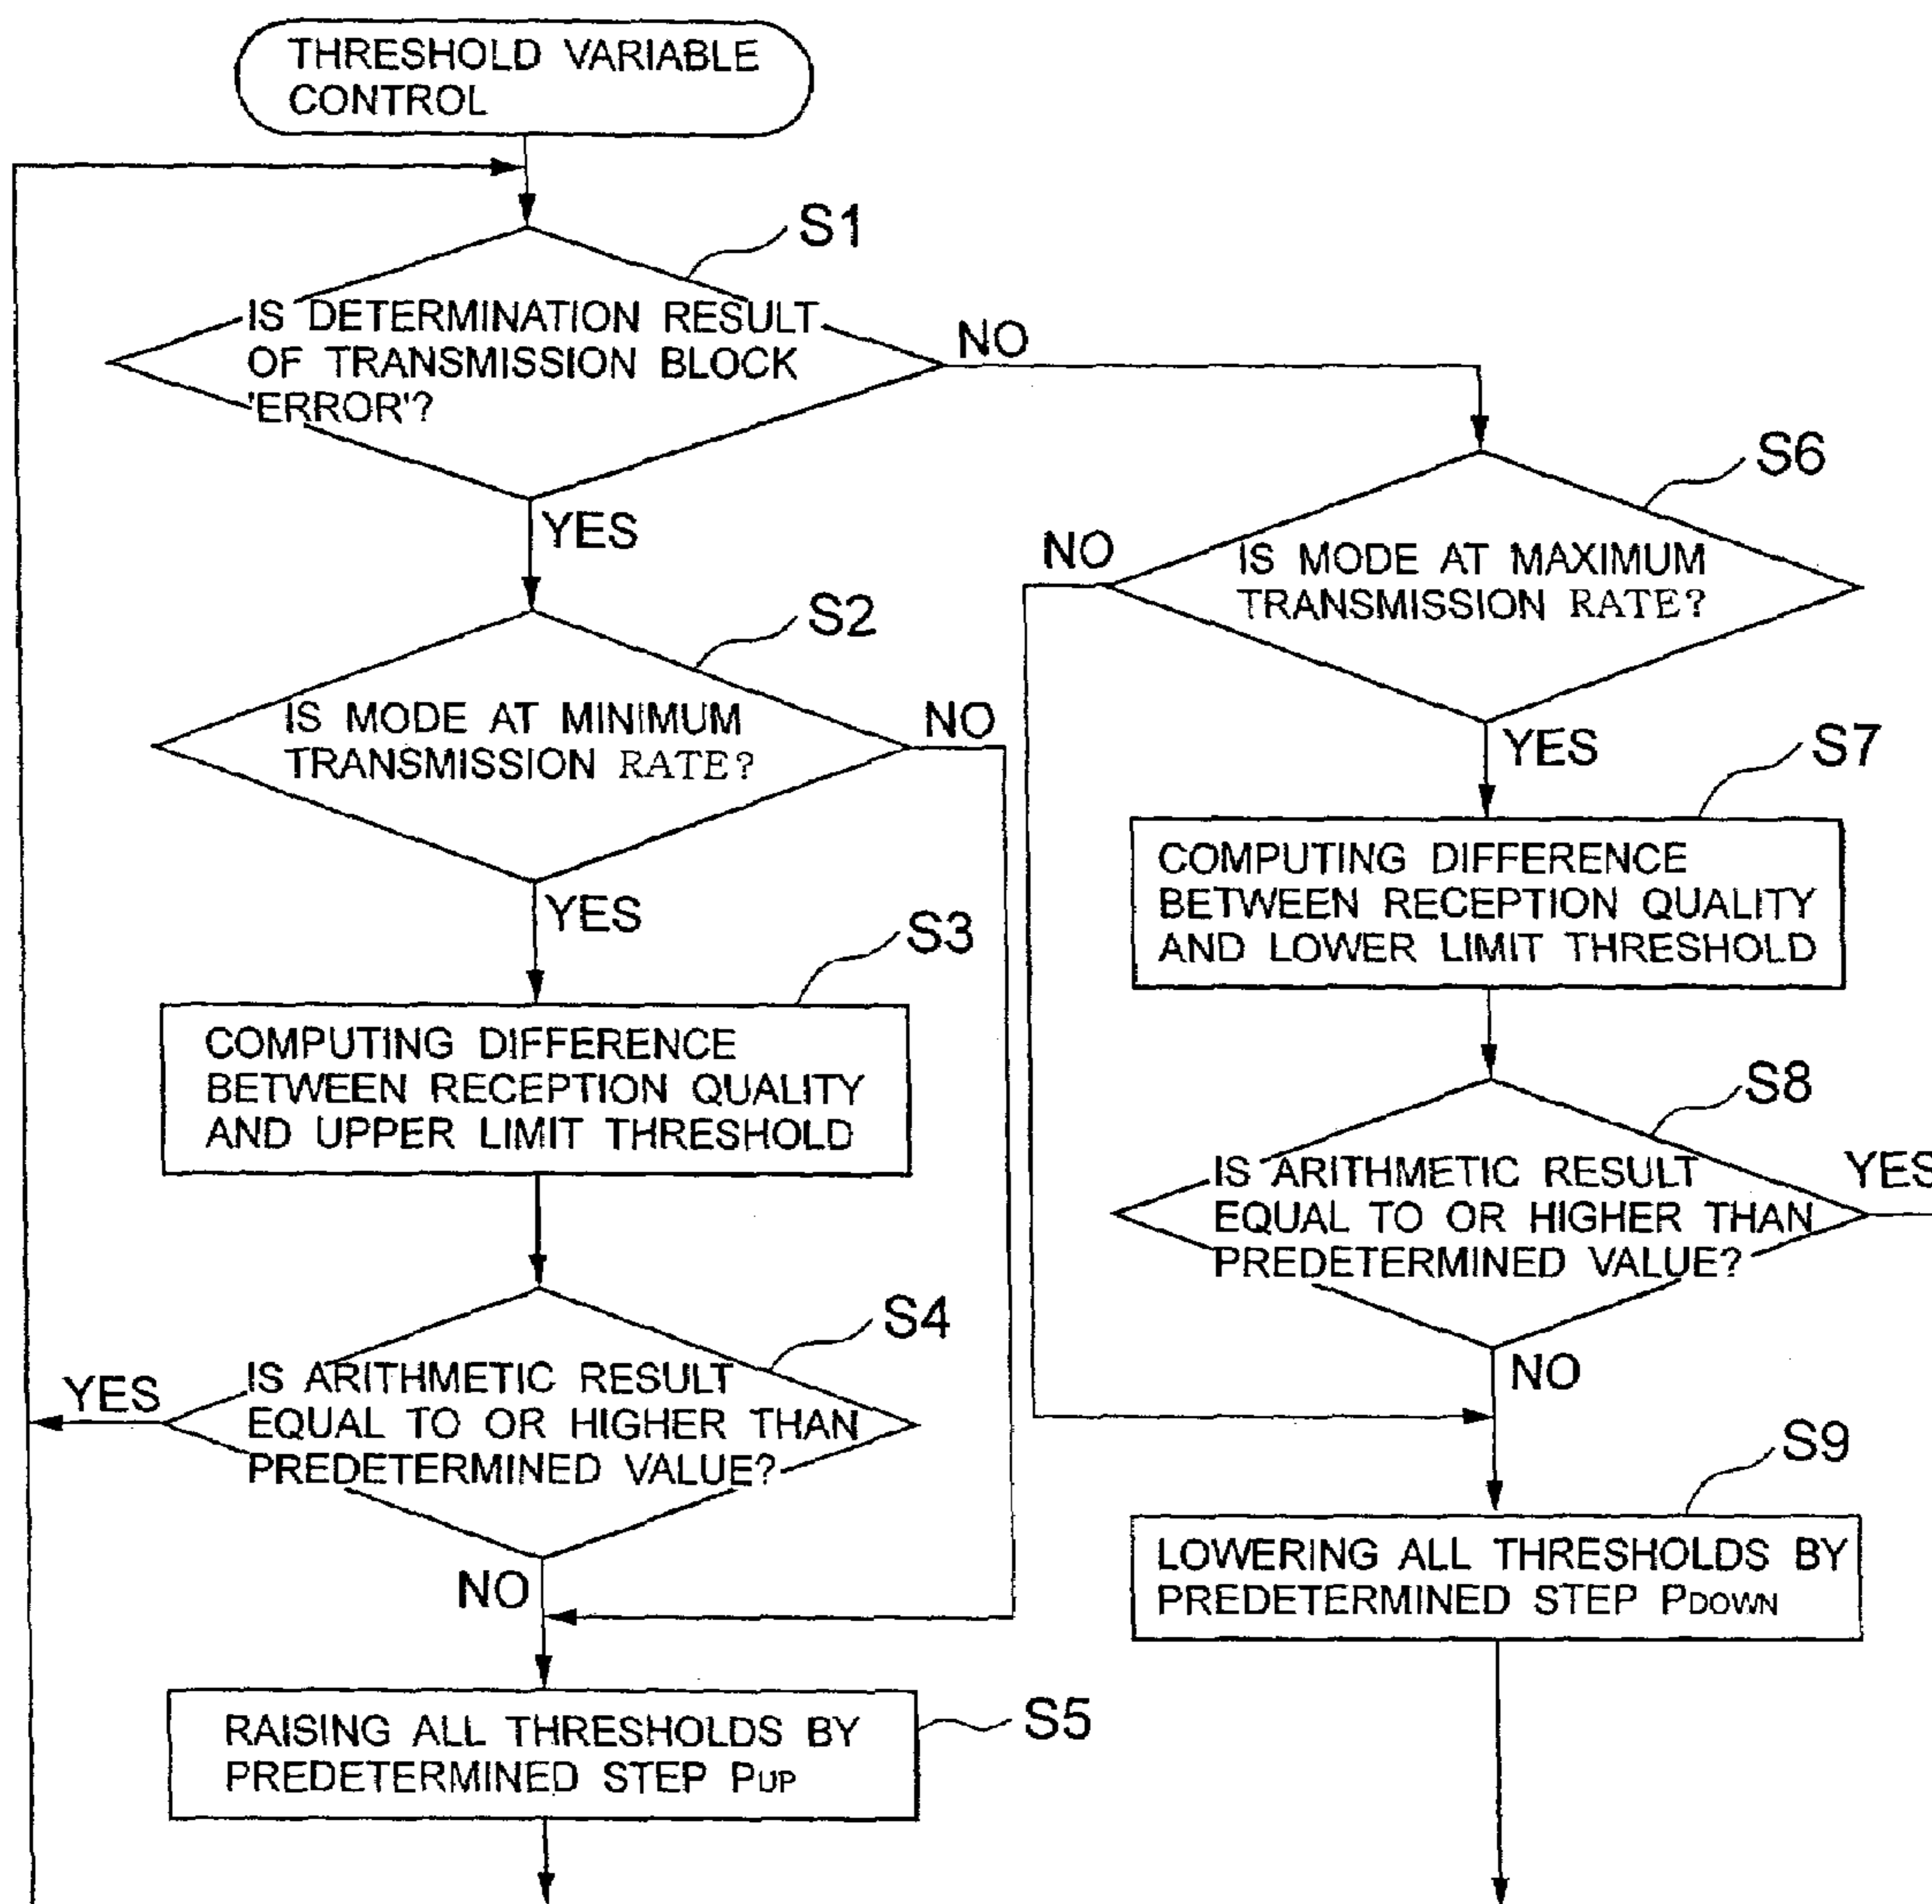 THRESHOLD VARIABLE
CONTROL
S1
IS DETERMINATION RESULT
OF TRANSMISSION BLOCK
'ERROR'?
NO
YES
S2
IS MODE AT MINIMUM
TRANSMISSION RATE?
NO
YES
S3
COMPUTING DIFFERENCE
BETWEEN RECEPTION QUALITY
AND UPPER LIMIT THRESHOLD
S4
IS ARITHMETIC RESULT
EQUAL TO OR HIGHER THAN
PREDETERMINED VALUE?
YES
NO
S5
RAISING ALL THRESHOLDS BY
PREDETERMINED STEP PUP
S6
IS MODE AT MAXIMUM
TRANSMISSION RATE?
NO
YES
S7
COMPUTING DIFFERENCE
BETWEEN RECEPTION QUALITY
AND LOWER LIMIT THRESHOLD
S8
IS ARITHMETIC RESULT
EQUAL TO OR HIGHER THAN
PREDETERMINED VALUE?
YES
NO
S9
LOWERING ALL THRESHOLDS BY
PREDETERMINED STEP PDOWN